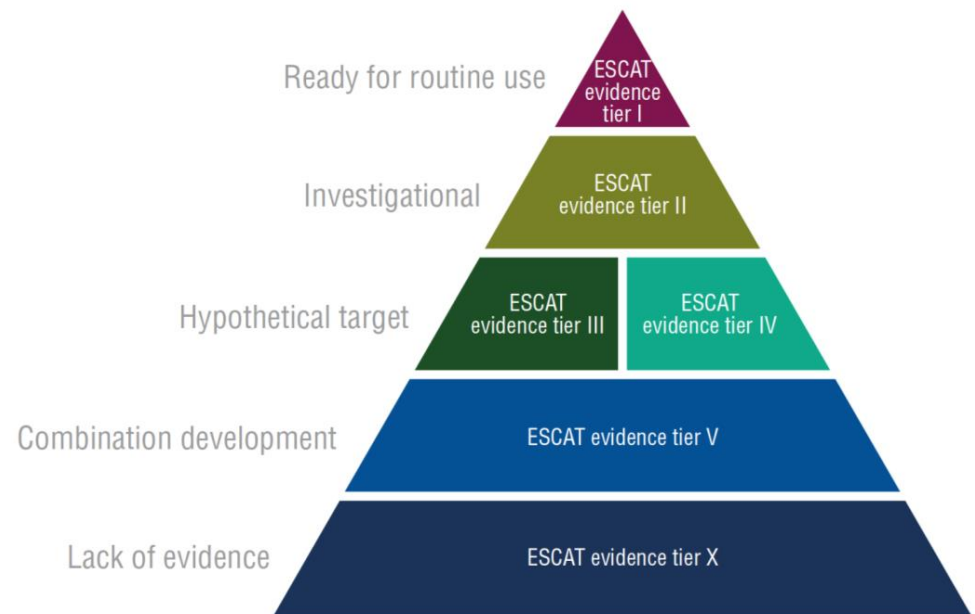 Ready for routine use
ESCAT
evidence
tier I
Investigational
ESCAT
evidence tier II
Hypothetical target
ESCAT
evidence tier III
ESCAT
evidence tier IV
Combination development
ESCAT evidence tier V
Lack of evidence
ESCAT evidence tier X